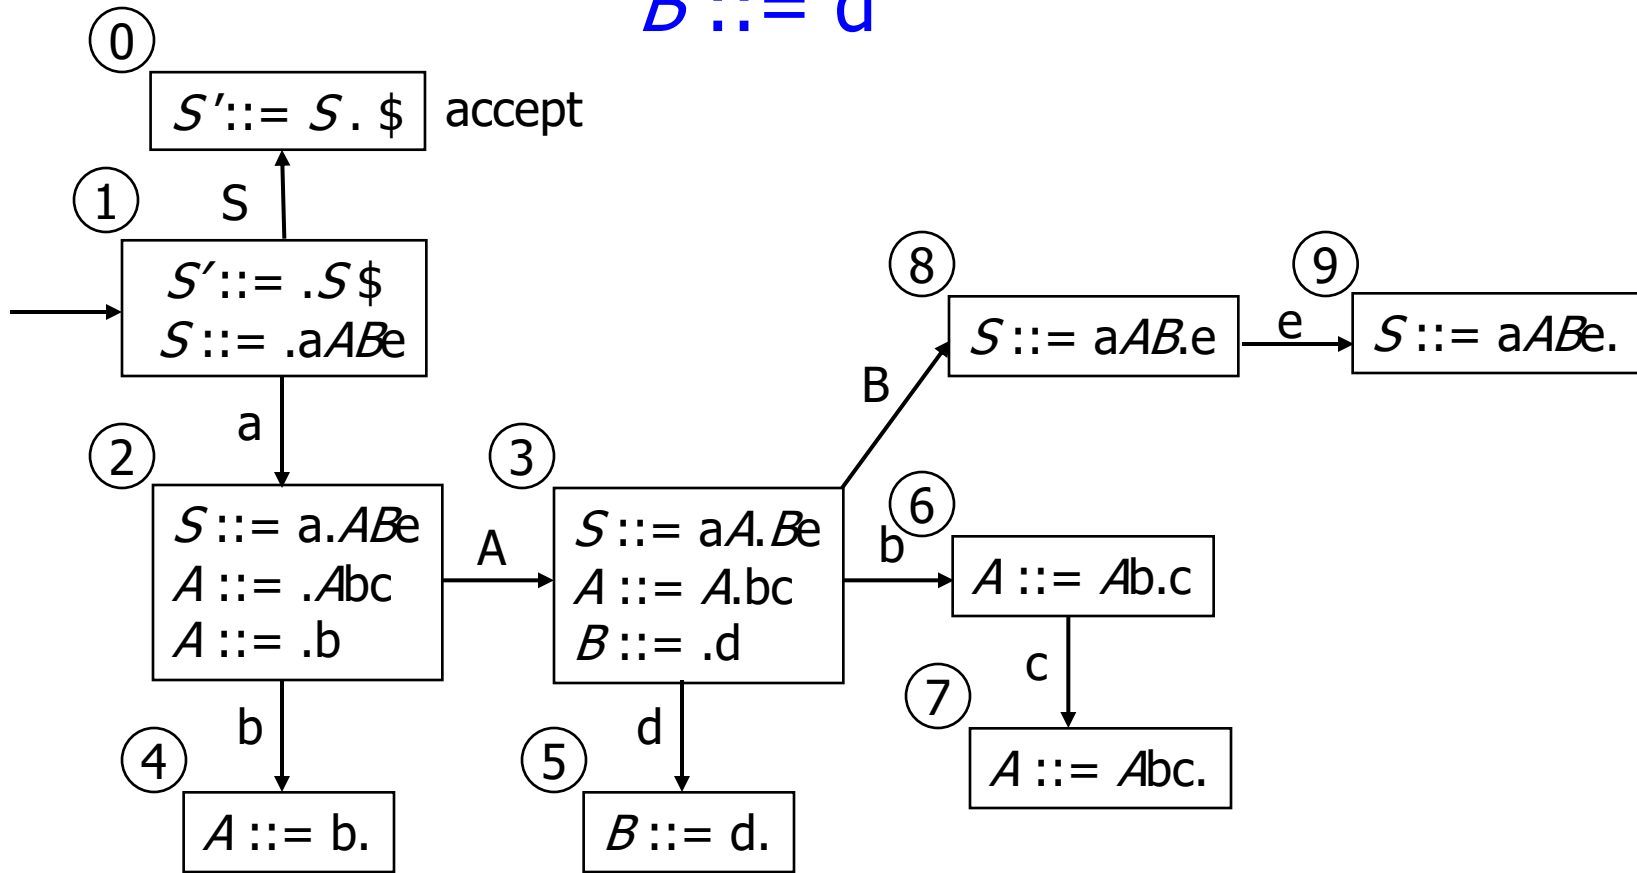 B ::= d
0
S'::= S . $ accept
1
S
S' ::= .S $
S ::= .aABe
8
S ::= aAB.e
e
9
S ::= aABe.
a
B
2
S ::= a.ABe
A ::= .Abc
A ::= .b
A
3
S ::= aA.Be
A ::= A.bc
B ::= .d
b
6
A ::= Ab.c
c
7
A ::= Abc.
b
4
A ::= b.
d
5
B ::= d.